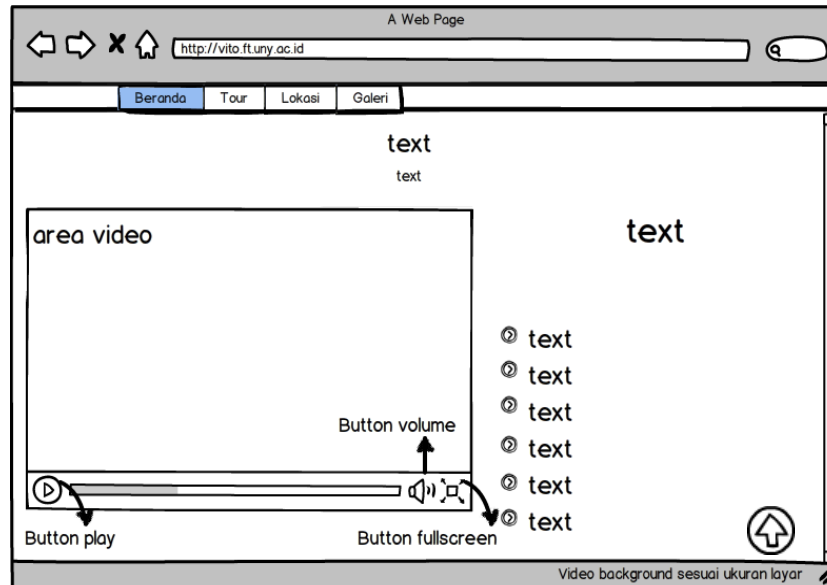 A Web Page
http://vito.ft.uny.ac.id
Beranda Tour Lokasi Galeri
text
text
area video
text
text
text
text
text
text
text
Button volume
Button play
Button fullscreen
Video background sesuai ukuran layar